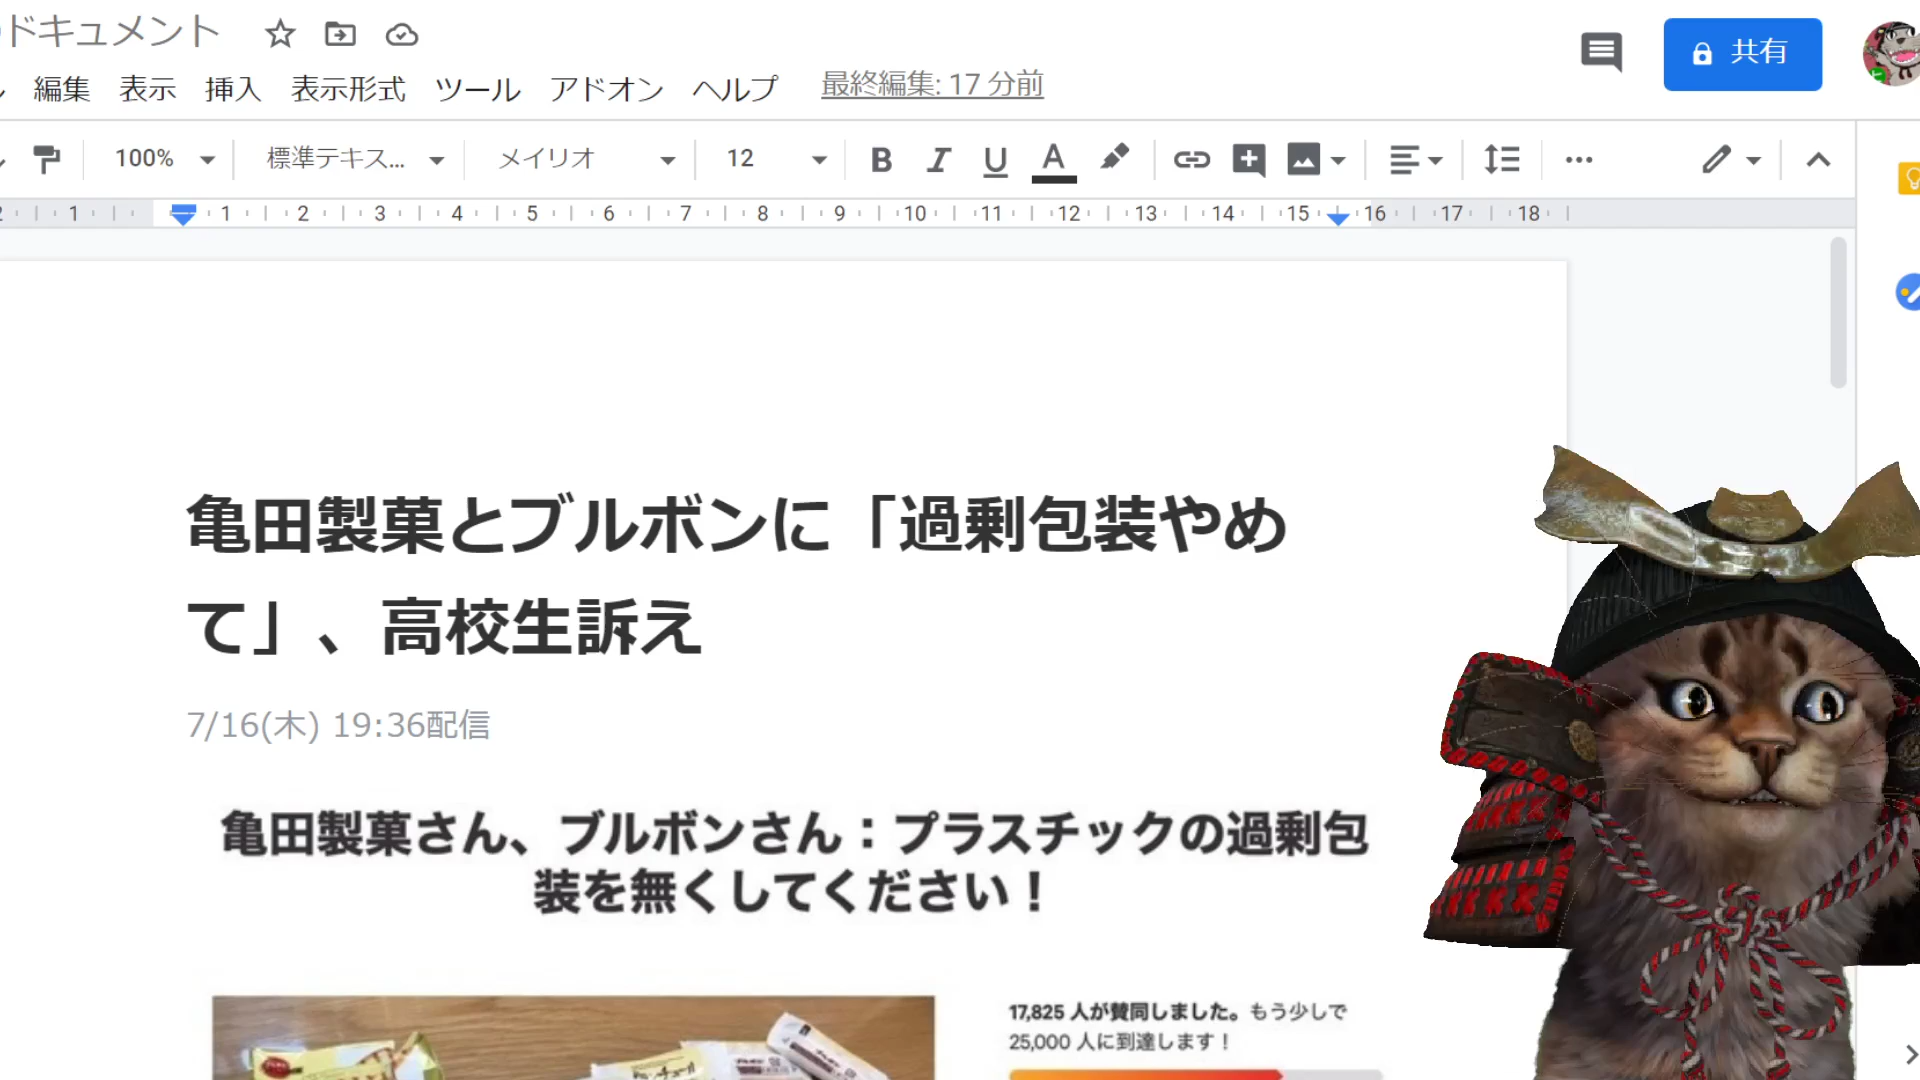 ドキュメント
編集 表示 挿入 表示形式 ツール アドオン ヘルプ 最終編集: 17 分前
共有
100% 標準テキス... メイリオ 12 B I U A
2 1 1 2 3 4 5 6 7 8 9 10 11 12 13 14 15 16 17 18
亀田製菓とブルボンに「過剰包装やめ
て」、高校生訴え
7/16(木) 19:36配信
亀田製菓さん、ブルボンさん：プラスチックの過剰包
装を無くしてください！
17,825 人が賛同しました。もう少しで
25,000 人に到達します！